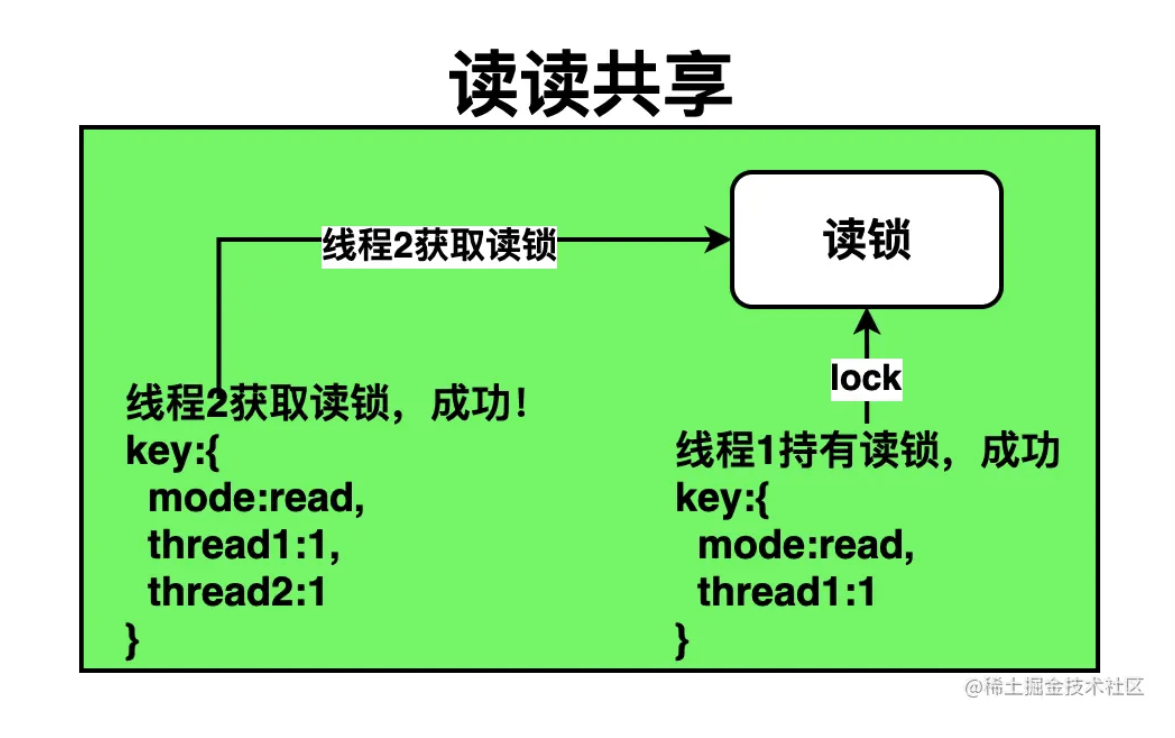 读读共享
线程2获取读锁
读锁
lock
线程2获取读锁，成功！
key:{
mode:read,
thread1:1,
thread2:1
}
线程1持有读锁，成功
key:{
mode:read,
thread1:1
}
@稀土掘金技术社区